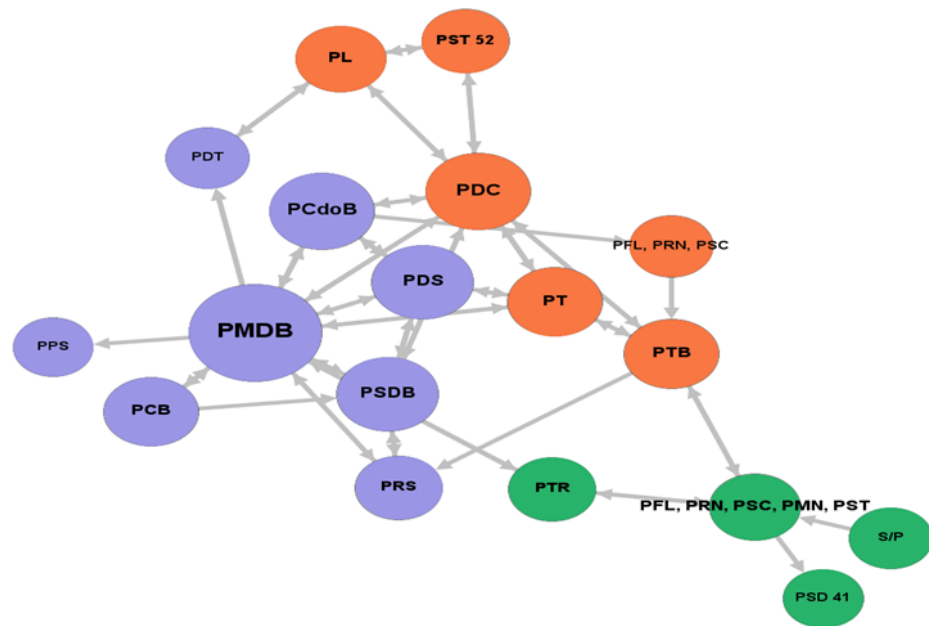 PL
PST 52
PDT
PCdoB
PDC
PFL, PRN, PSC
PDS
PT
PMDB
PPS
PTB
PSDB
PCB
PRS
PTR
PFL, PRN, PSC, PMN, PST
S/P
PSD 41